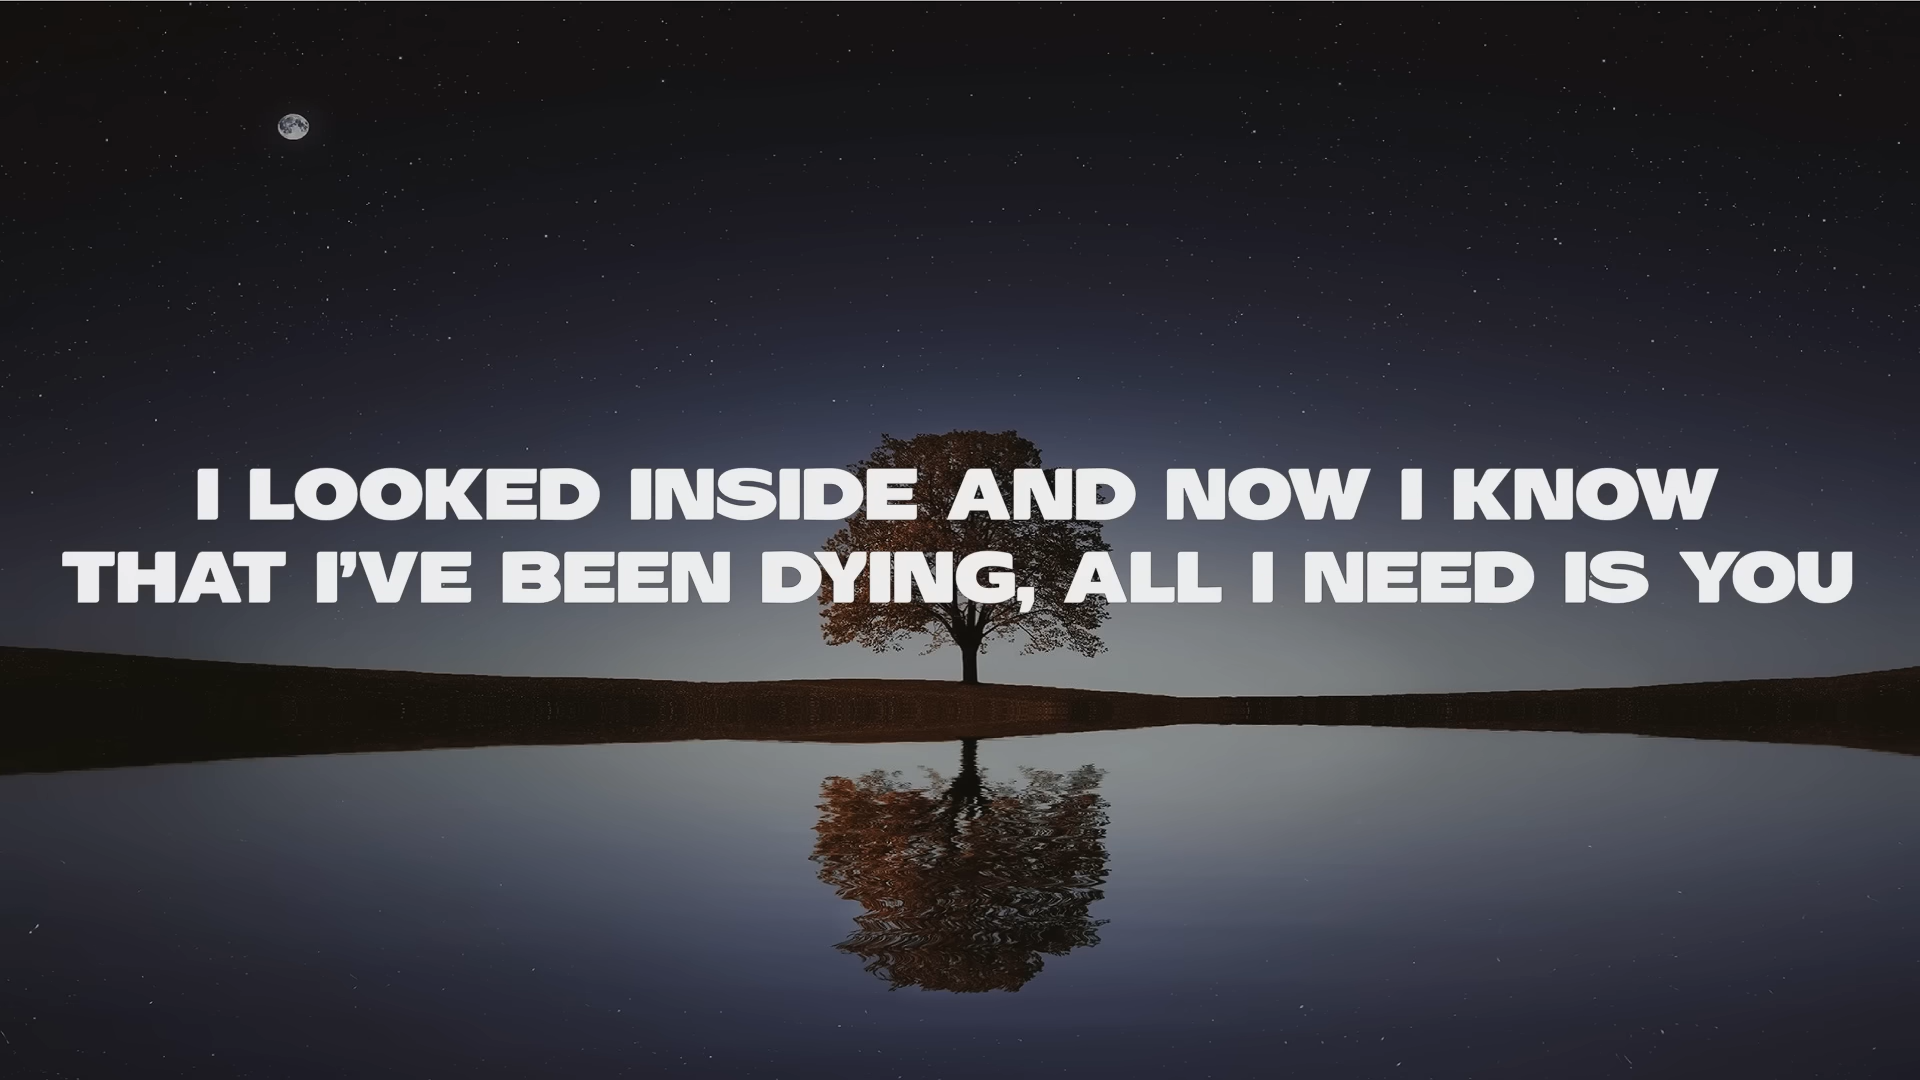 I LOOKED INSIDE AND NOW I KNOW
THAT I'VE BEEN DYING, ALL I NEED IS YOU